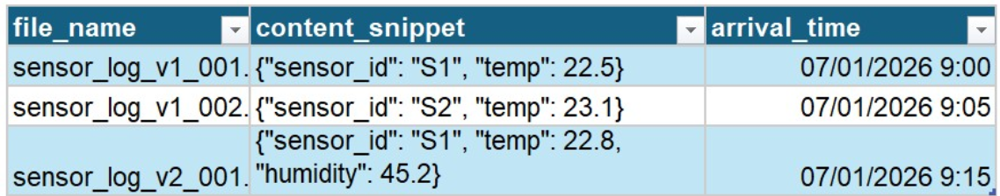 file_name content_snippet arrival_time
sensor_log_v1_001. {"sensor_id": "S1", "temp": 22.5} 07/01/2026 9:00
sensor_log_v1_002. {"sensor_id": "S2", "temp": 23.1} 07/01/2026 9:05
{"sensor_id": "S1", "temp": 22.8,
sensor_log_v2_001. "humidity": 45.2} 07/01/2026 9:15